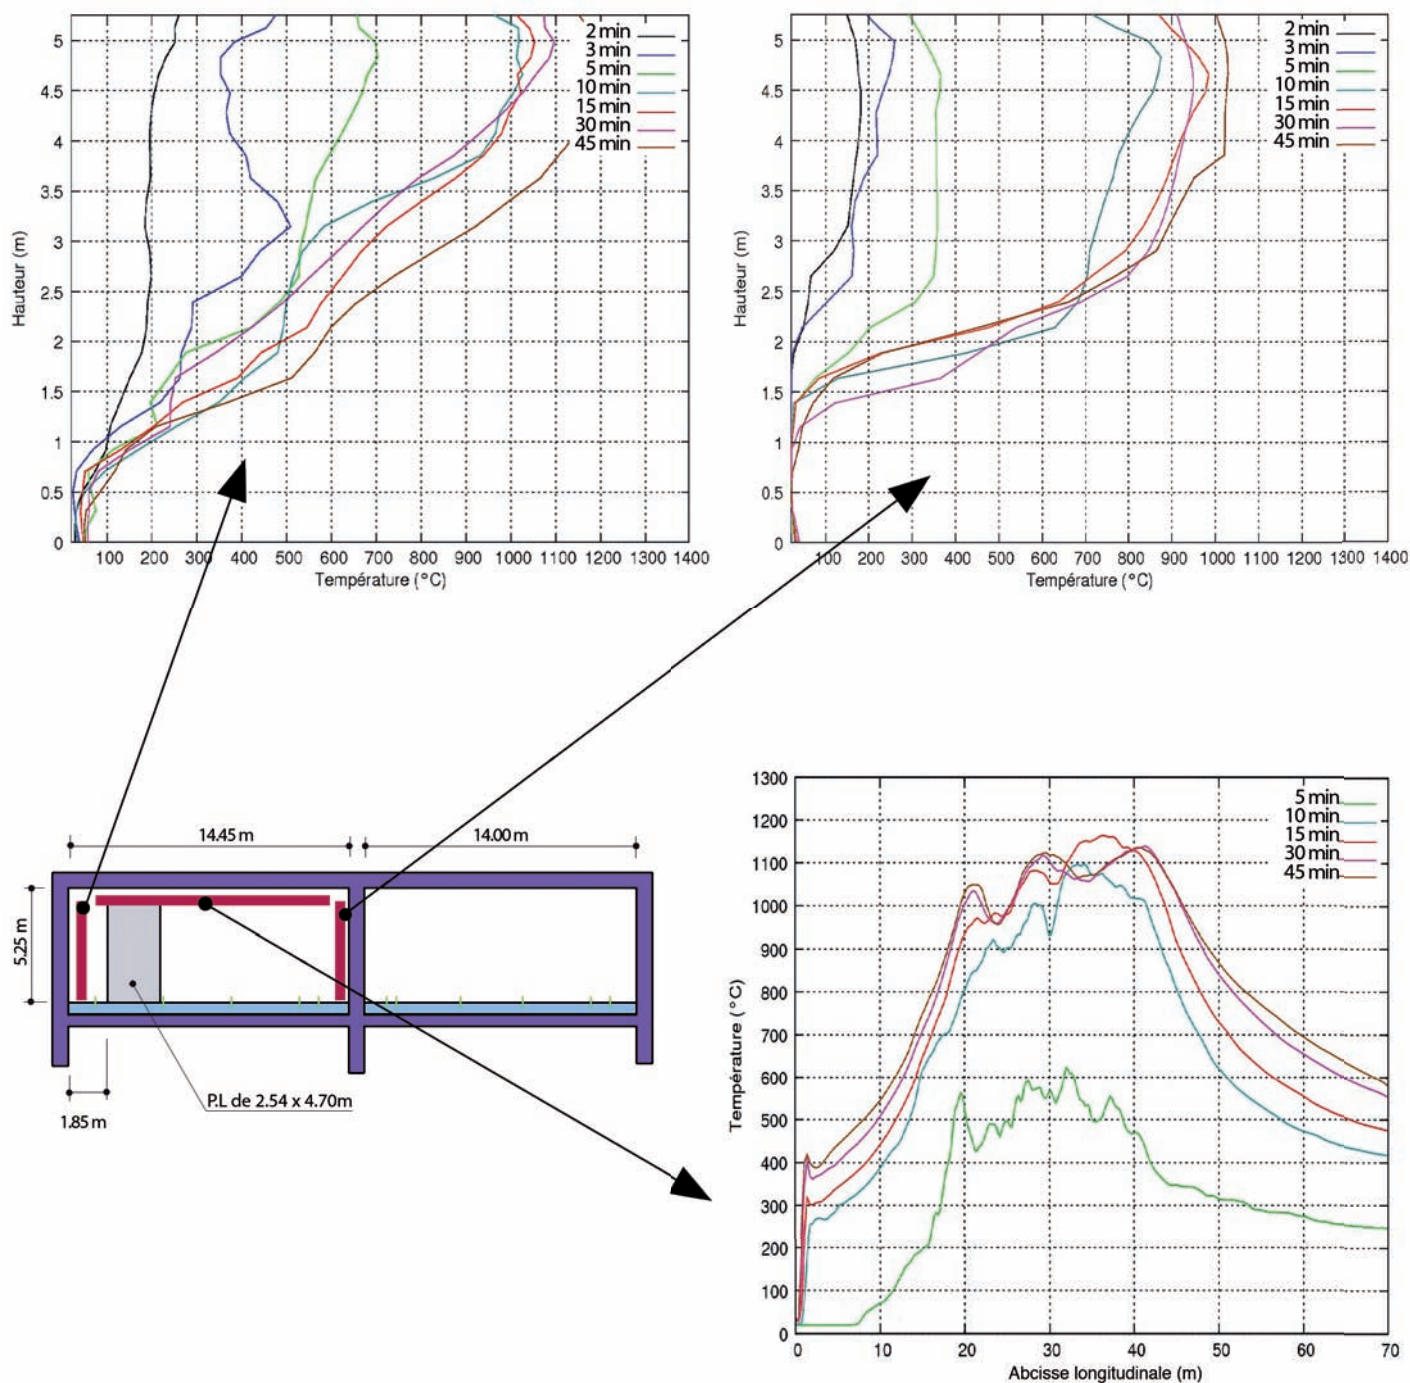 2 min
3 min
5 min
10 min
15 min
30 min
45 min
5
4.5
4
3.5
3
2.5
2
1.5
1
0.5
0
Hauteur (m)
100 200 300 400 500 600 700 800 900 1000 1100 1200 1300 1400
Température (°C)
2 min
3 min
5 min
10 min
15 min
30 min
45 min
5
4.5
4
3.5
3
2.5
2
1.5
1
0.5
0
Hauteur (m)
100 200 300 400 500 600 700 800 900 1000 1100 1200 1300 1400
Température (°C)
14.45 m
14.00 m
5.25 m
1.85 m
P.L de 2.54 x 4.70m
5 min
10 min
15 min
30 min
45 min
1300
1200
1100
1000
900
800
700
600
500
400
300
200
100
0
Température (°C)
0 10 20 30 40 50 60 70
Abcisse longitudinale (m)